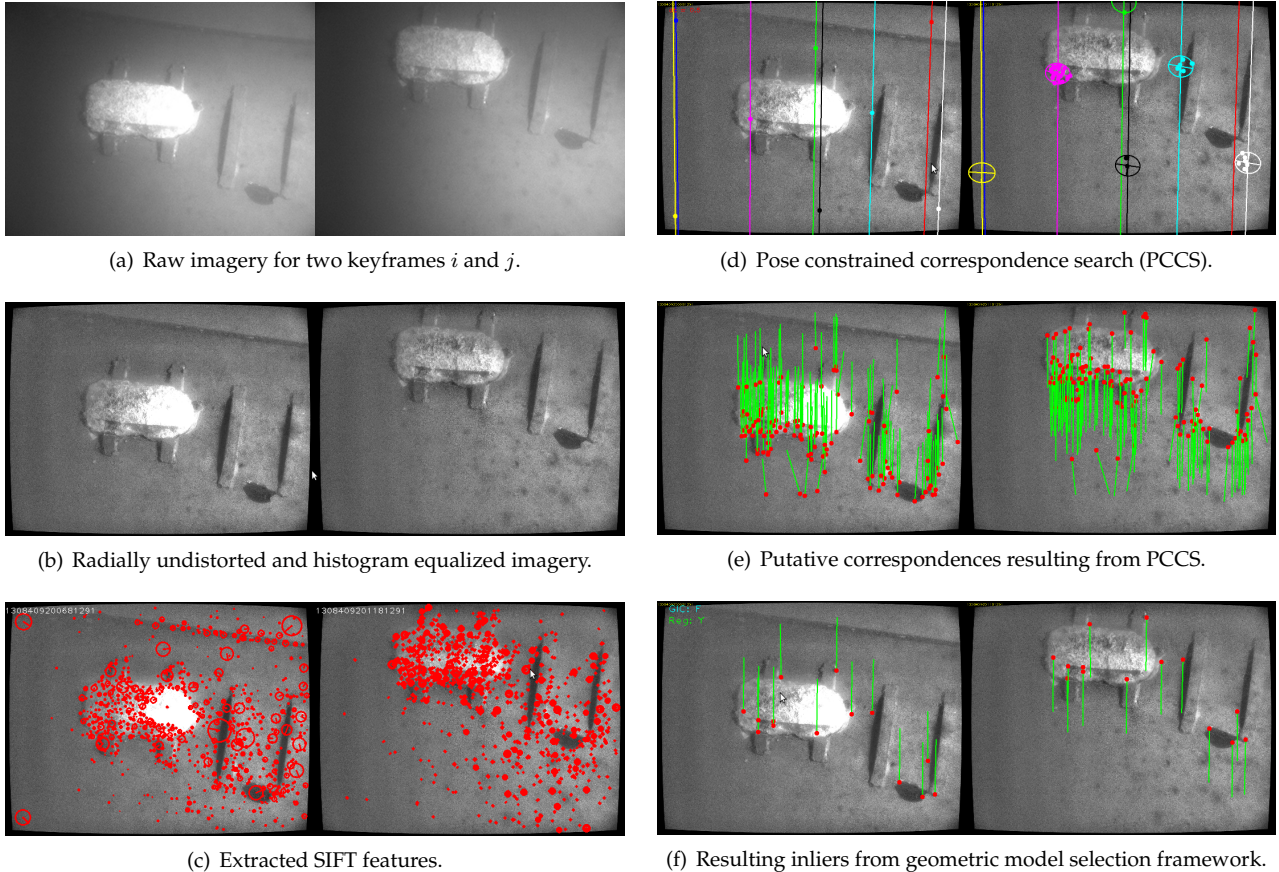 (a) Raw imagery for two keyframes i and j.
(b) Radially undistorted and histogram equalized imagery.
1308409200681291
1308409201181291
(c) Extracted SIFT features.
(d) Pose constrained correspondence search (PCCS).
(e) Putative correspondences resulting from PCCS.
GIC: F
Reg: Y
(f) Resulting inliers from geometric model selection framework.